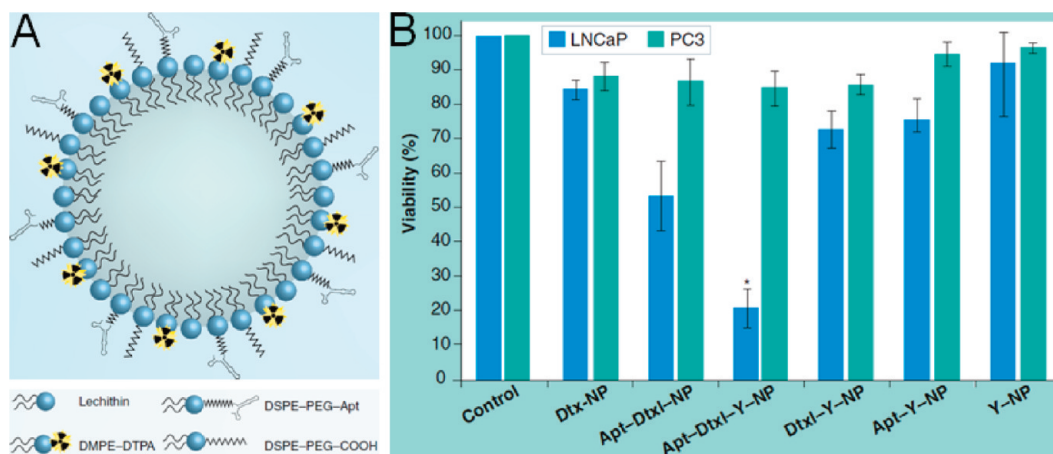 A
Lechithin
DSPE–PEG–Apt
DMPE–DTPA
DSPE–PEG–COOH
B
LNCaP
PC3
Viability (%)
100
90
80
70
60
50
40
30
20
10
0
*
Control
Dtx-NP
Apt–Dtxl–NP
Apt–Dtxl–Y–NP
Dtxl–Y–NP
Apt–Y–NP
Y–NP